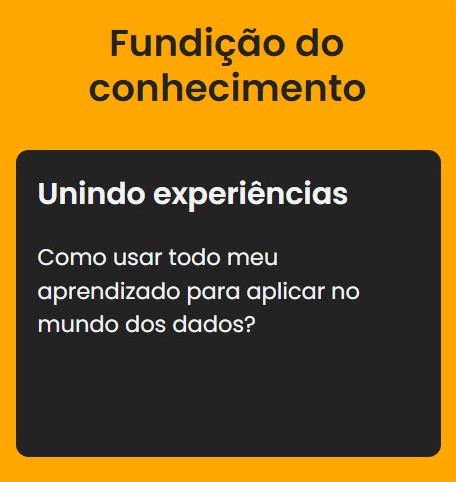 Fundição do
conhecimento
Unindo experiências
Como usar todo meu
aprendizado para aplicar no
mundo dos dados?